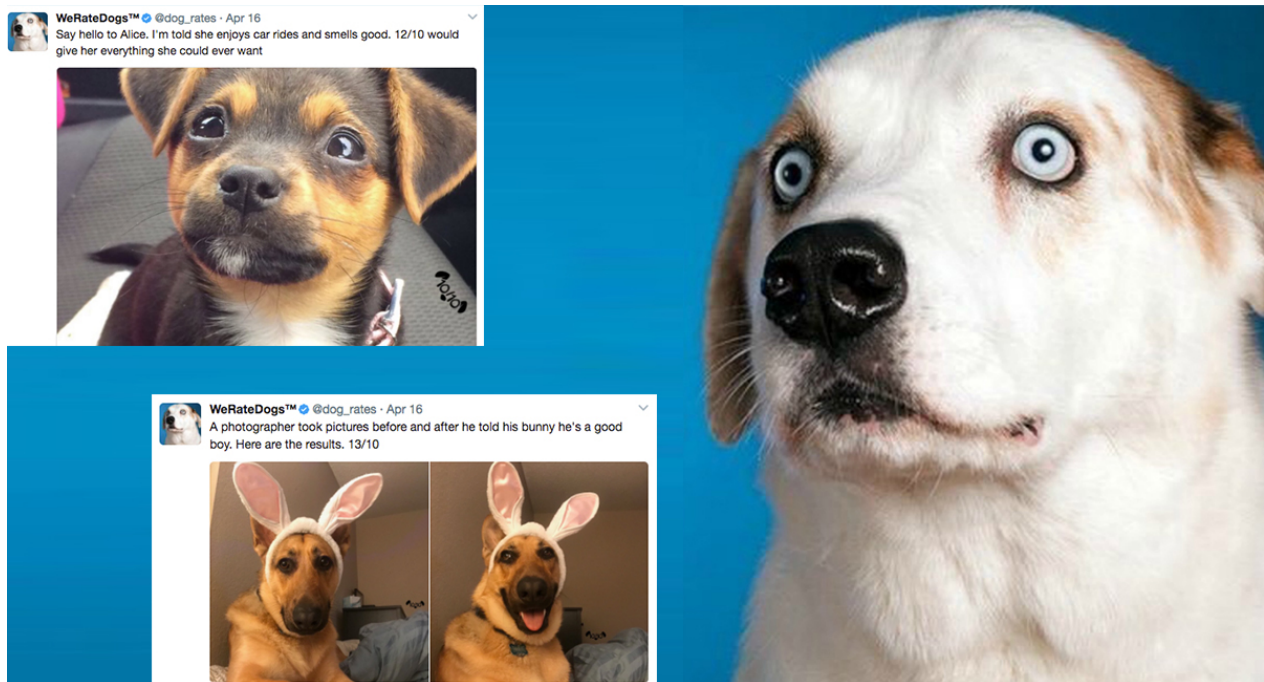 WeRateDogs™ @dog_rates · Apr 16
Say hello to Alice. I'm told she enjoys car rides and smells good. 12/10 would
give her everything she could ever want
10/10
WeRateDogs™ @dog_rates · Apr 16
A photographer took pictures before and after he told his bunny he's a good
boy. Here are the results. 13/10